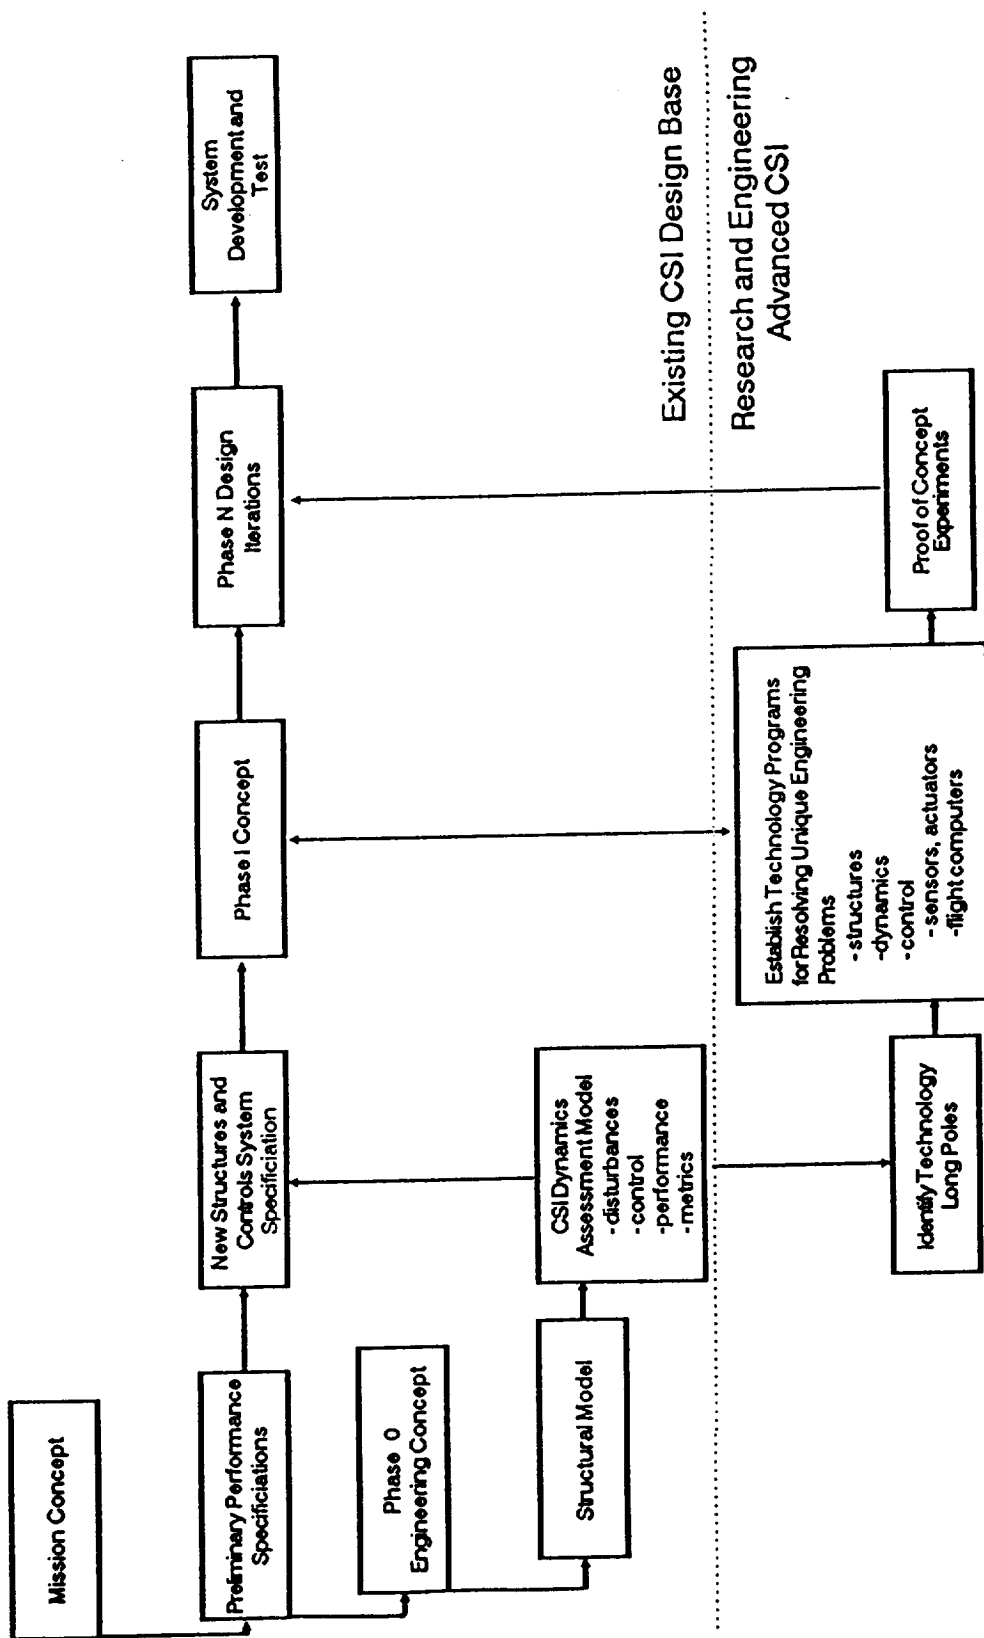 Mission Concept
Preliminary Performance
Specificiations
New Structures and
Controls System
Specificiation
Phase I Concept
Phase N Design
Iterations
System
Development and
Test
Phase 0
Engineering Concept
Structural Model
CSI Dynamics
Assessment Model
- disturbances
- control
-performance
- metrics
Existing CSI Design Base
Research and Engineering
Advanced CSI
Identify Technology
Long Poles
Establish Technology Programs
for Resolving Unique Engineering
Problems
- structures
-dynamics
- control
- sensors, actuators
-flight computers
Proof of Concept
Experiments